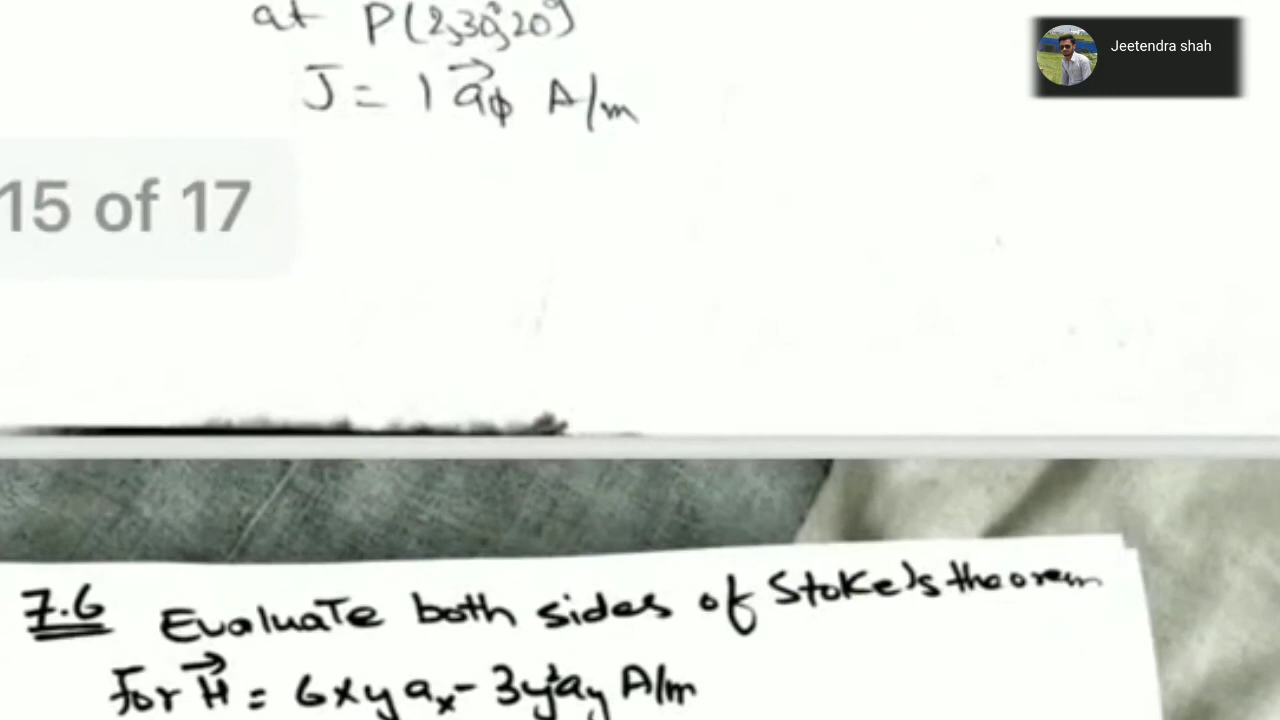 at P(2,30°,20°)
J = 1 a⃗ϕ A/m
Jeetendra shah
15 of 17
7.6 Evaluate both sides of Stoke's theorem
For H⃗ = 6xy aₓ - 3y²aᵧ A/m